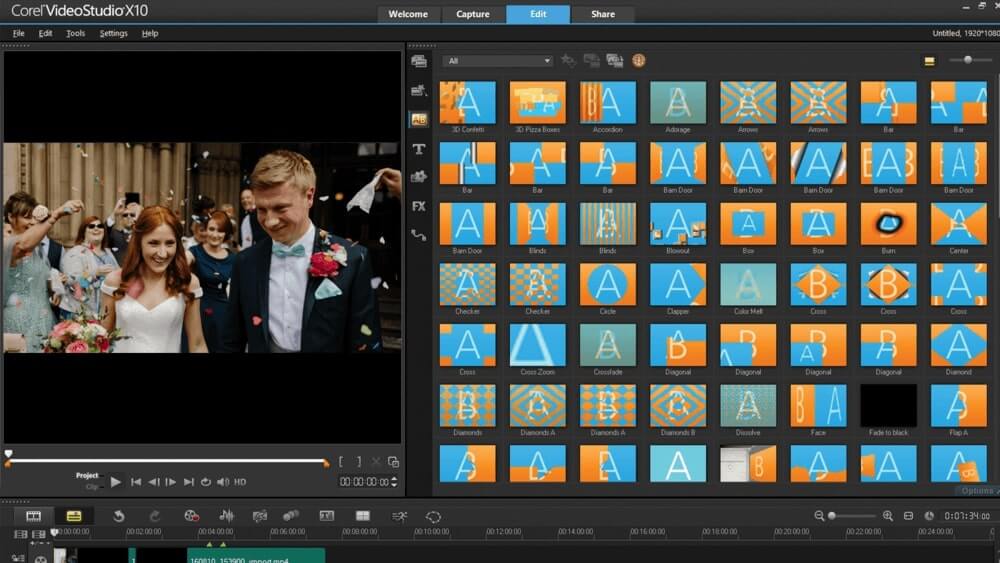 Corel VideoStudio X10
Welcome Capture Edit Share
File Edit Tools Settings Help
Untitled, 1920*1080
All
3D Confetti 3D Pizza Boxes Accordion Adorage Arrows Arrows Bar Bar
Bar Bar Bar Barn Door Barn Door Barn Door Barn Door Barn Door
Barn Door Blinds Blinds Blowout Box Box Burn Center
Checker Checker Circle Clapper Color Melt Cross Cross Cross
Cross Cross Zoom Crossfade Diagonal Diagonal Diagonal Diagonal Diamond
Diamonds Diamonds A Diamonds A Diamonds B Dissolve Face Fade to black Flap A
T
FX
Project
Clip
HD
00:00:00:00
Options
0:07:34:00
00:00:00:00 00:02:00:00 00:04:00:00 00:06:00:00 00:08:00:00 00:10:00:00 00:12:00:00 00:14:00:00 00:16:00:00 00:18:00:00 00:20:00:00 00:22:00:00 00:24:00:00
160810_153900_import.mp4